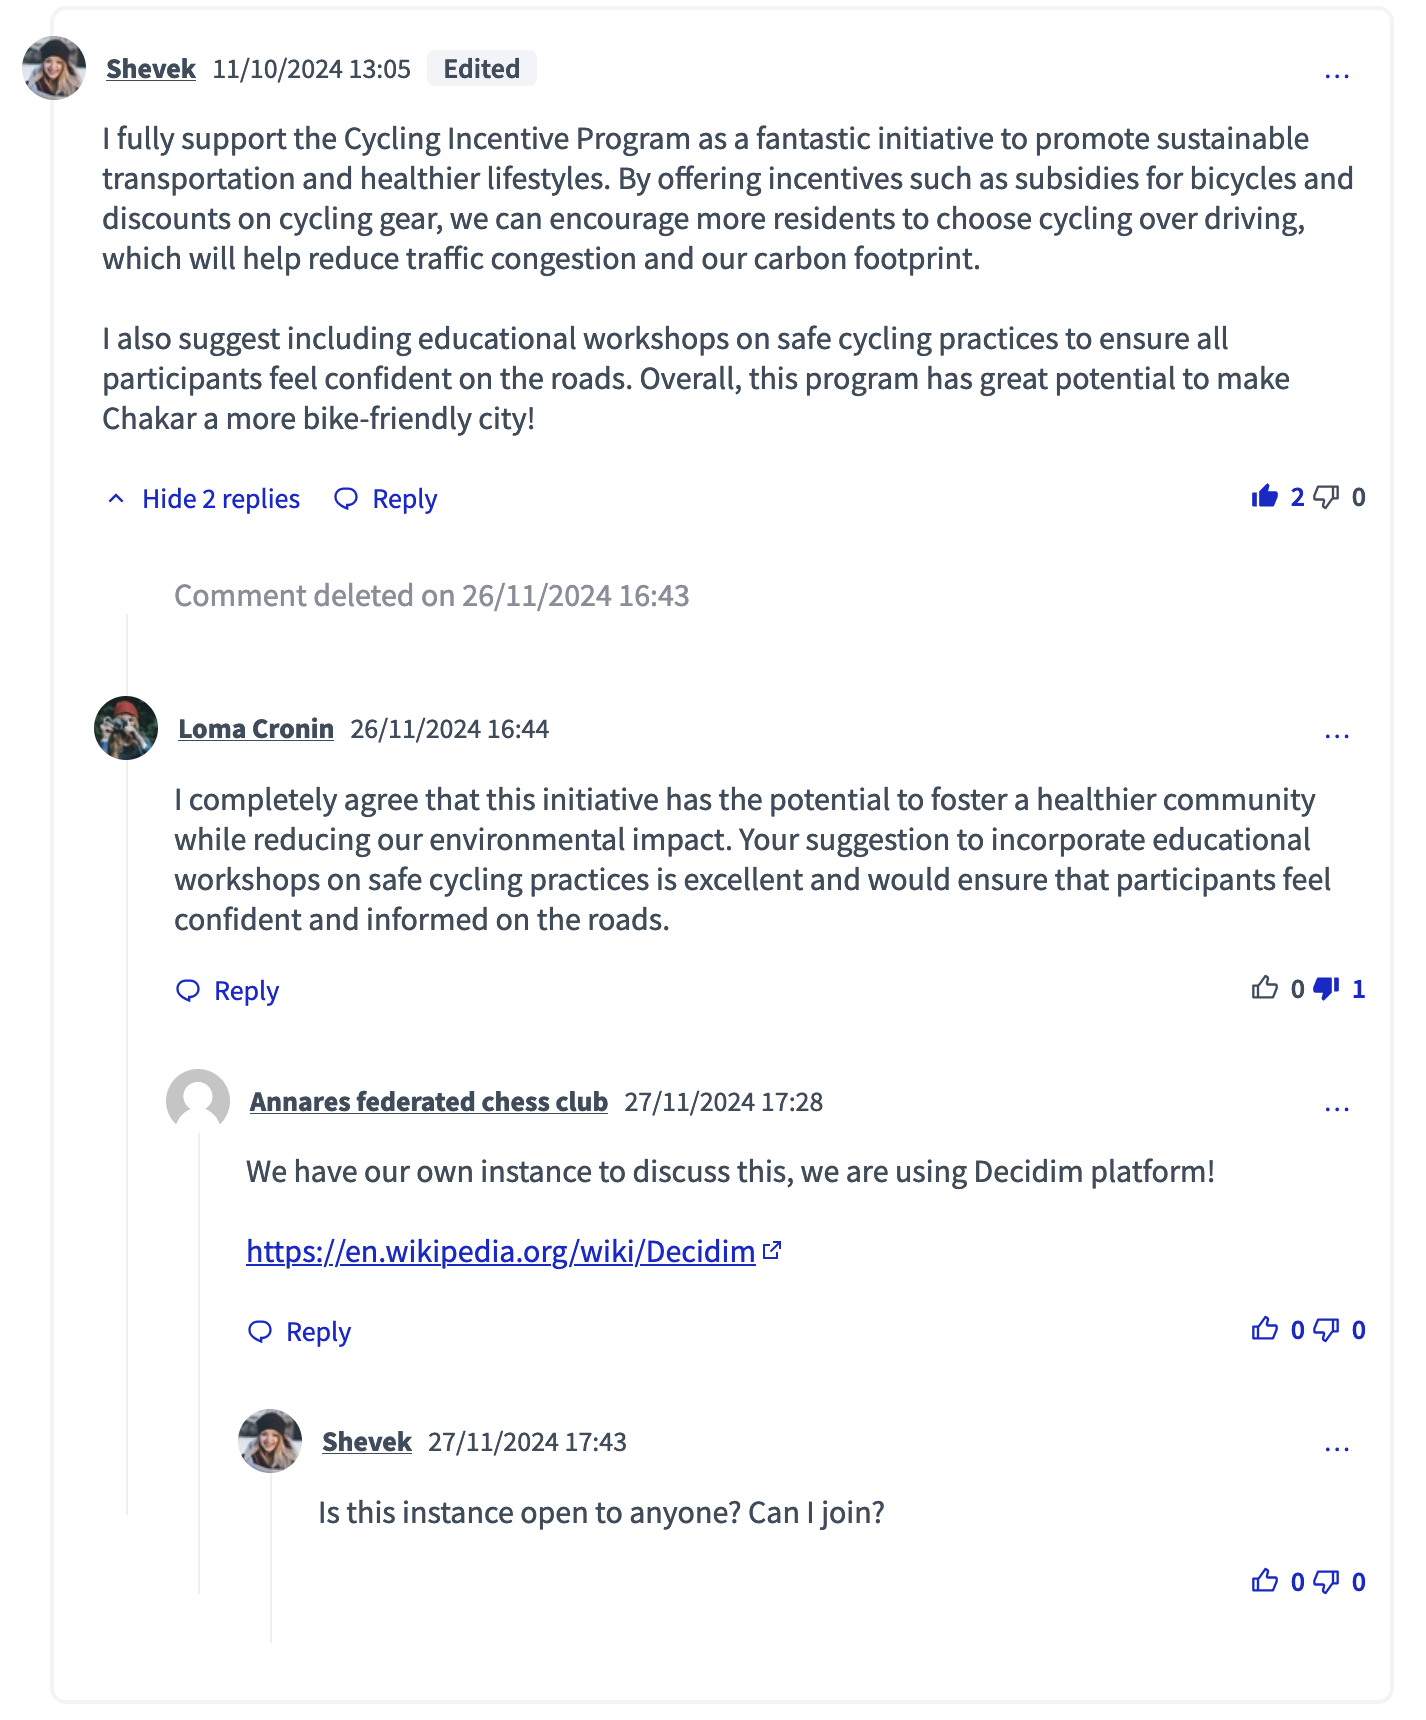 Shevek 11/10/2024 13:05 Edited ...
I fully support the Cycling Incentive Program as a fantastic initiative to promote sustainable
transportation and healthier lifestyles. By offering incentives such as subsidies for bicycles and
discounts on cycling gear, we can encourage more residents to choose cycling over driving,
which will help reduce traffic congestion and our carbon footprint.
I also suggest including educational workshops on safe cycling practices to ensure all
participants feel confident on the roads. Overall, this program has great potential to make
Chakar a more bike-friendly city!
Hide 2 replies Reply 2 0
Comment deleted on 26/11/2024 16:43
Loma Cronin 26/11/2024 16:44 ...
I completely agree that this initiative has the potential to foster a healthier community
while reducing our environmental impact. Your suggestion to incorporate educational
workshops on safe cycling practices is excellent and would ensure that participants feel
confident and informed on the roads.
Reply 0 1
Annares federated chess club 27/11/2024 17:28 ...
We have our own instance to discuss this, we are using Decidim platform!
https://en.wikipedia.org/wiki/Decidim
Reply 0 0
Shevek 27/11/2024 17:43 ...
Is this instance open to anyone? Can I join?
0 0